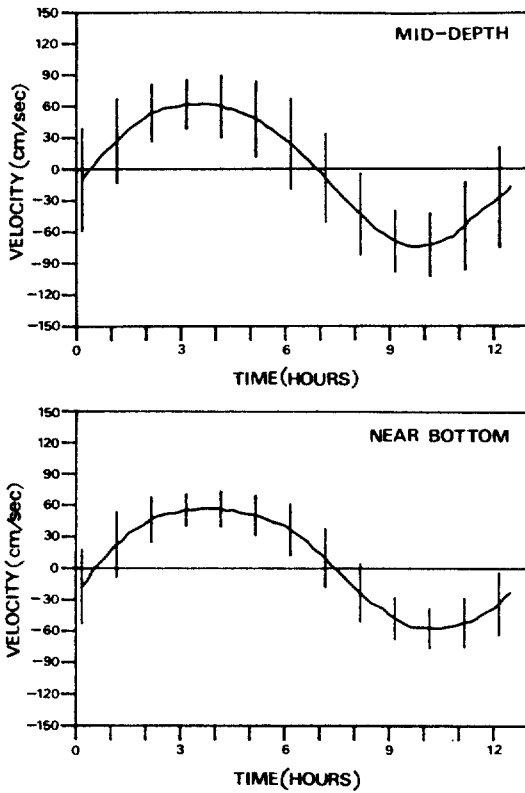 MID-DEPTH
150
120
90
60
30
0
-30
-60
-90
-120
-150
VELOCITY (cm/sec)
0 3 6 9 12
TIME (HOURS)
NEAR BOTTOM
150
120
90
60
30
0
-30
-60
-90
-120
-150
VELOCITY (cm/sec)
0 3 6 9 12
TIME (HOURS)